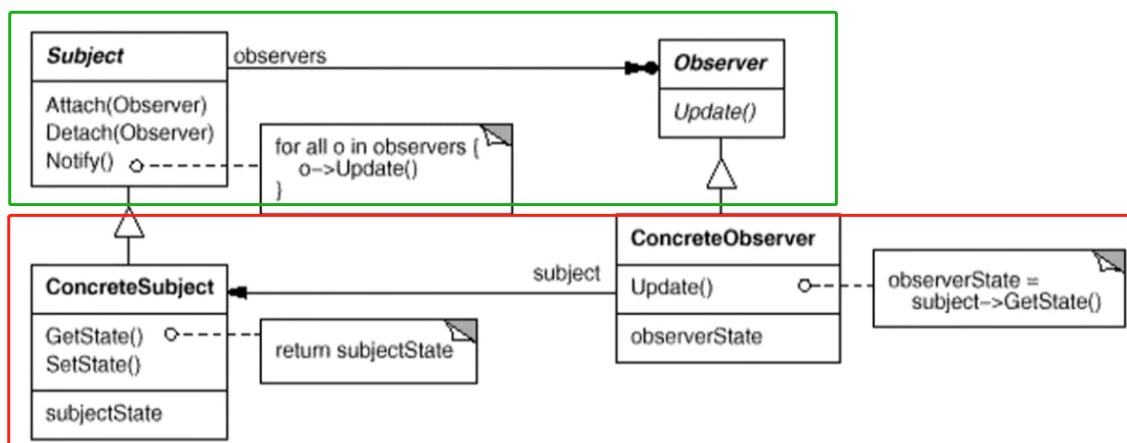 Subject
observers
Observer
Attach(Observer)
Detach(Observer)
Notify()
Update()
for all o in observers {
o->Update()
}
ConcreteSubject
GetState()
SetState()
subjectState
return subjectState
subject
ConcreteObserver
Update()
observerState
observerState =
subject->GetState()